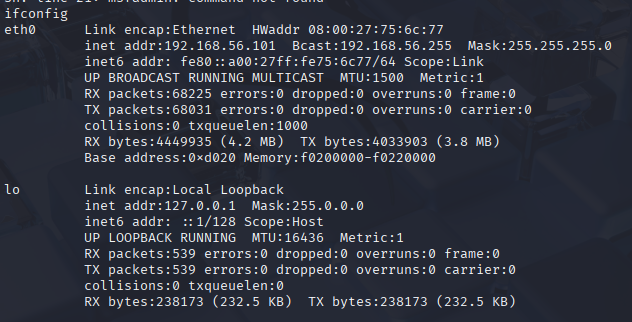 line 21: msfadmin: command not found
ifconfig
eth0      Link encap:Ethernet  HWaddr 08:00:27:75:6c:77
          inet addr:192.168.56.101  Bcast:192.168.56.255  Mask:255.255.255.0
          inet6 addr: fe80::a00:27ff:fe75:6c77/64 Scope:Link
          UP BROADCAST RUNNING MULTICAST  MTU:1500  Metric:1
          RX packets:68225 errors:0 dropped:0 overruns:0 frame:0
          TX packets:68031 errors:0 dropped:0 overruns:0 carrier:0
          collisions:0 txqueuelen:1000
          RX bytes:4449935 (4.2 MB)  TX bytes:4033903 (3.8 MB)
          Base address:0xd020 Memory:f0200000-f0220000
lo        Link encap:Local Loopback
          inet addr:127.0.0.1  Mask:255.0.0.0
          inet6 addr: ::1/128 Scope:Host
          UP LOOPBACK RUNNING  MTU:16436  Metric:1
          RX packets:539 errors:0 dropped:0 overruns:0 frame:0
          TX packets:539 errors:0 dropped:0 overruns:0 carrier:0
          collisions:0 txqueuelen:0
          RX bytes:238173 (232.5 KB)  TX bytes:238173 (232.5 KB)